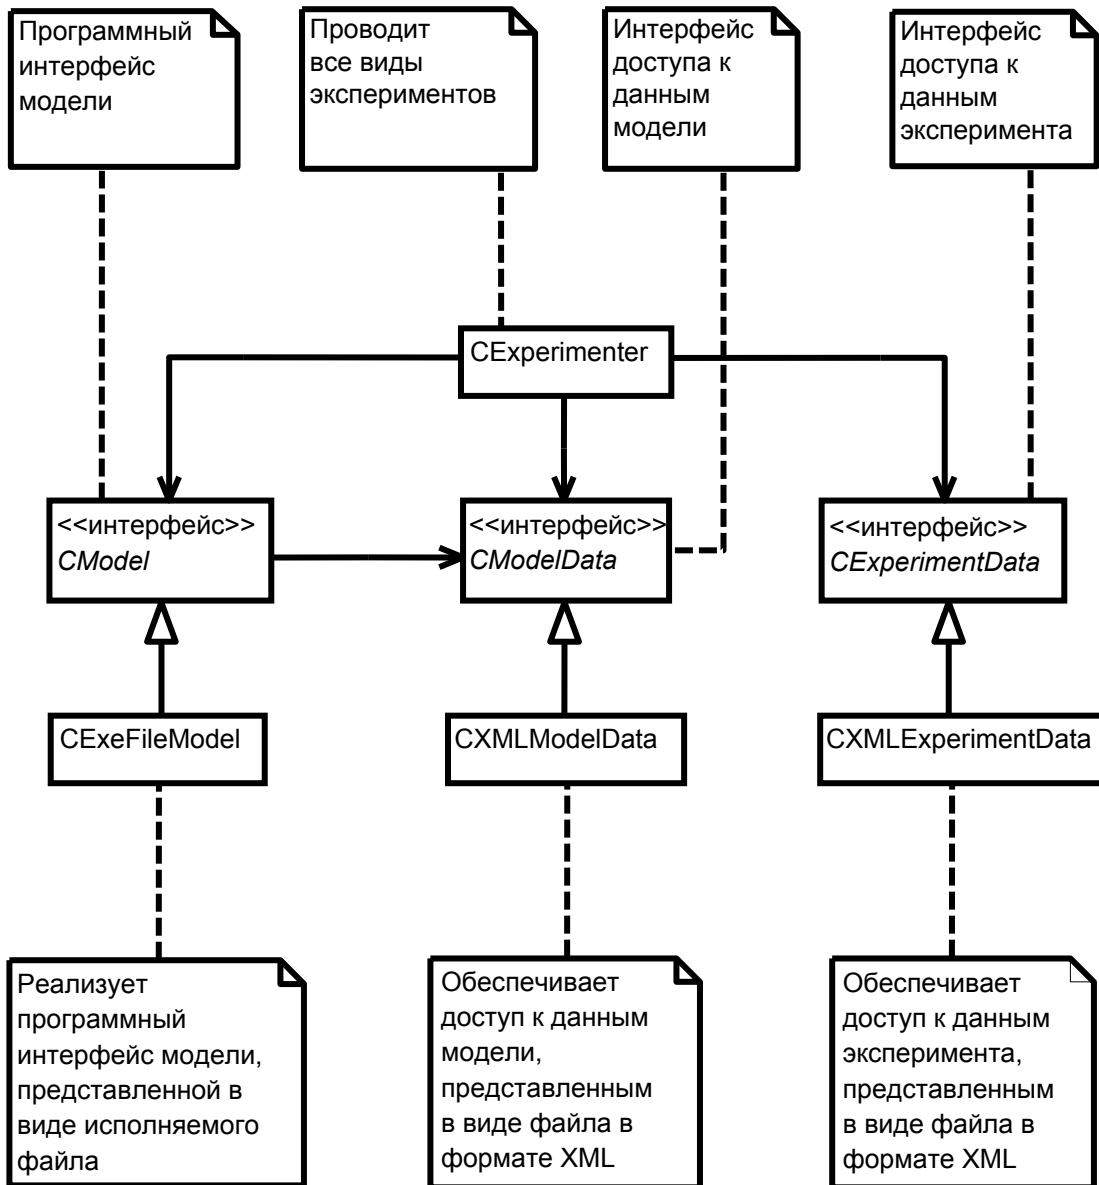 Программный
интерфейс
модели
Проводит
все виды
экспериментов
Интерфейс
доступа к
данным
модели
Интерфейс
доступа к
данным
эксперимента
CExperimenter
<<интерфейс>>
CModel
<<интерфейс>>
CModelData
<<интерфейс>>
CExperimentData
CExeFileModel
CXMLModelData
CXMLExperimentData
Реализует
программный
интерфейс модели,
представленной в
виде исполняемого
файла
Обеспечивает
доступ к данным
модели,
представленным
в виде файла в
формате XML
Обеспечивает
доступ к данным
эксперимента,
представленным
в виде файла в
формате XML